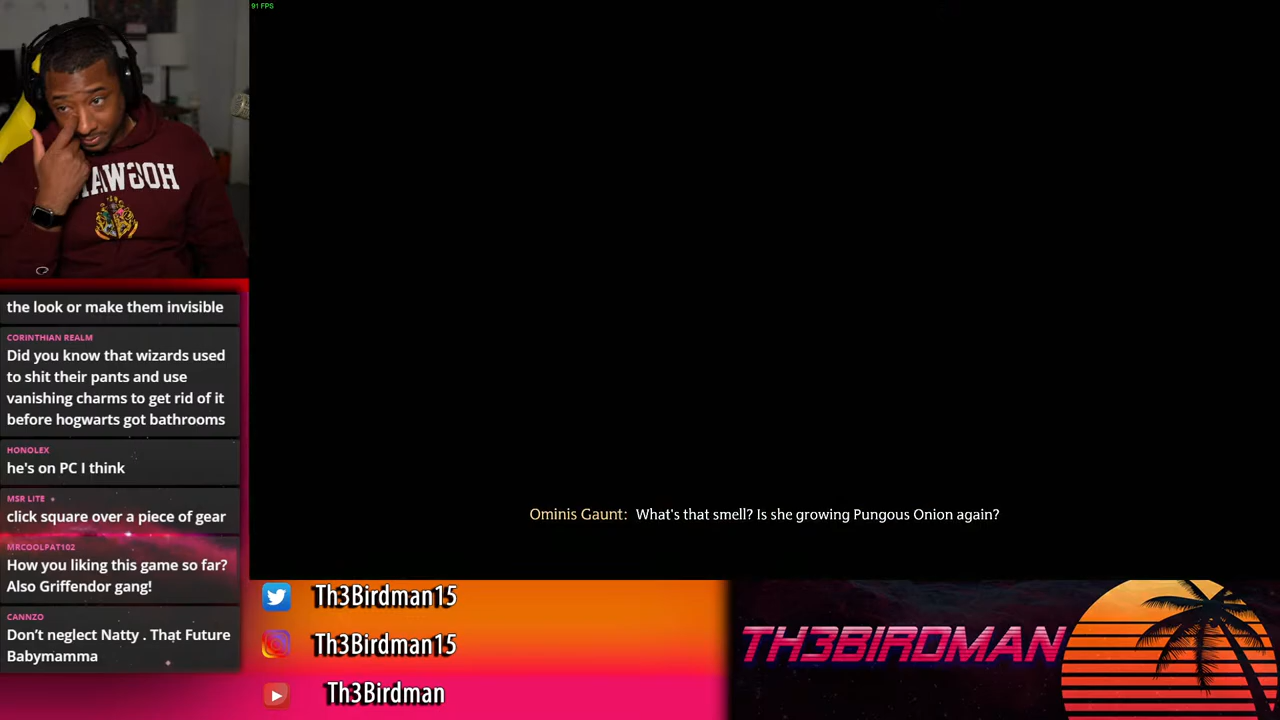 91 FPS
HOGWA
the look or make them invisible
CORINTHIAN REALM
Did you know that wizards used
to shit their pants and use
vanishing charms to get rid of it
before hogwarts got bathrooms
HONOLEX
he's on PC I think
MSR LITE
click square over a piece of gear
MRCOOLPAT102
How you liking this game so far?
Also Griffendor gang!
CANNZO
Don't neglect Natty . That Future
Babymamma
Ominis Gaunt: What's that smell? Is she growing Pungous Onion again?
Th3Birdman15
Th3Birdman15
Th3Birdman
TH3BIRDMAN